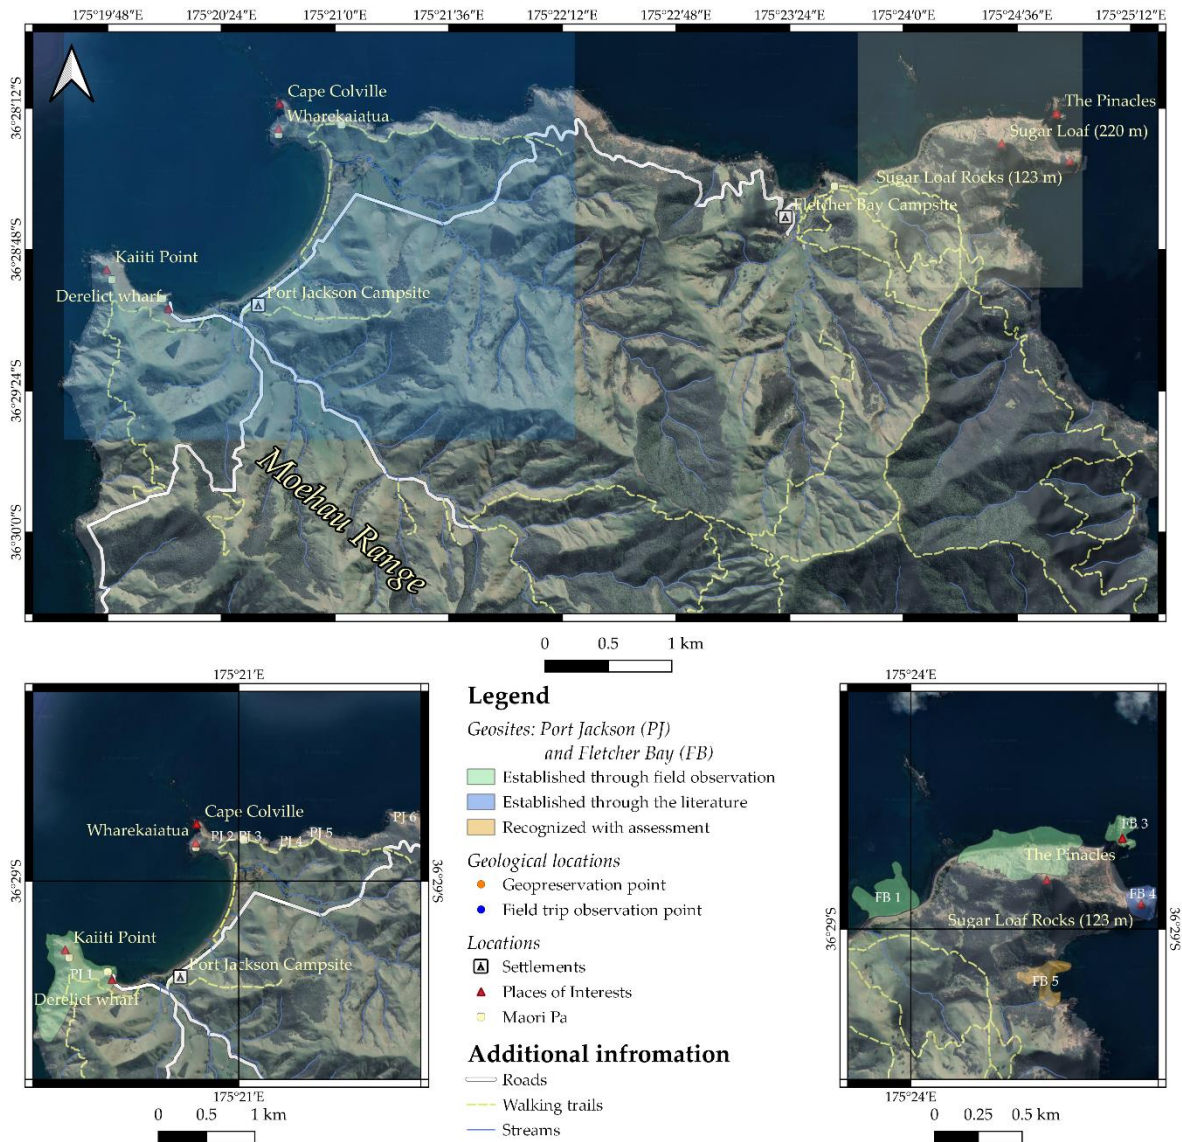 175°19′48″E 175°20′24″E 175°21′0″E 175°21′36″E 175°22′12″E 175°22′48″E 175°23′24″E 175°24′0″E 175°24′36″E 175°25′12″E
36°28′12″S
36°28′48″S
36°29′24″S
36°30′0″S
Cape Colville
Wharekaiatua
The Pinacles
Sugar Loaf (220 m)
Sugar Loaf Rocks (123 m)
Fletcher Bay Campsite
Kaiiti Point
Derelict wharf
Port Jackson Campsite
Moehau Range
0 0.5 1 km
175°21′E
Cape Colville
Wharekaiatua
PJ 2 PJ 3 PJ 4 PJ 5 PJ 6
36°29′S
Kaiiti Point
PJ 1
Port Jackson Campsite
Derelict wharf
175°21′E
0 0.5 1 km
Legend
Geosites: Port Jackson (PJ)
and Fletcher Bay (FB)
Established through field observation
Established through the literature
Recognized with assessment
Geological locations
Geopreservation point
Field trip observation point
Locations
Settlements
Places of Interests
Maori Pa
Additional infromation
Roads
Walking trails
Streams
175°24′E
FB 3
The Pinacles
FB 1
FB 4
Sugar Loaf Rocks (123 m)
36°29′S
36°29′S
FB 5
175°24′E
0 0.25 0.5 km